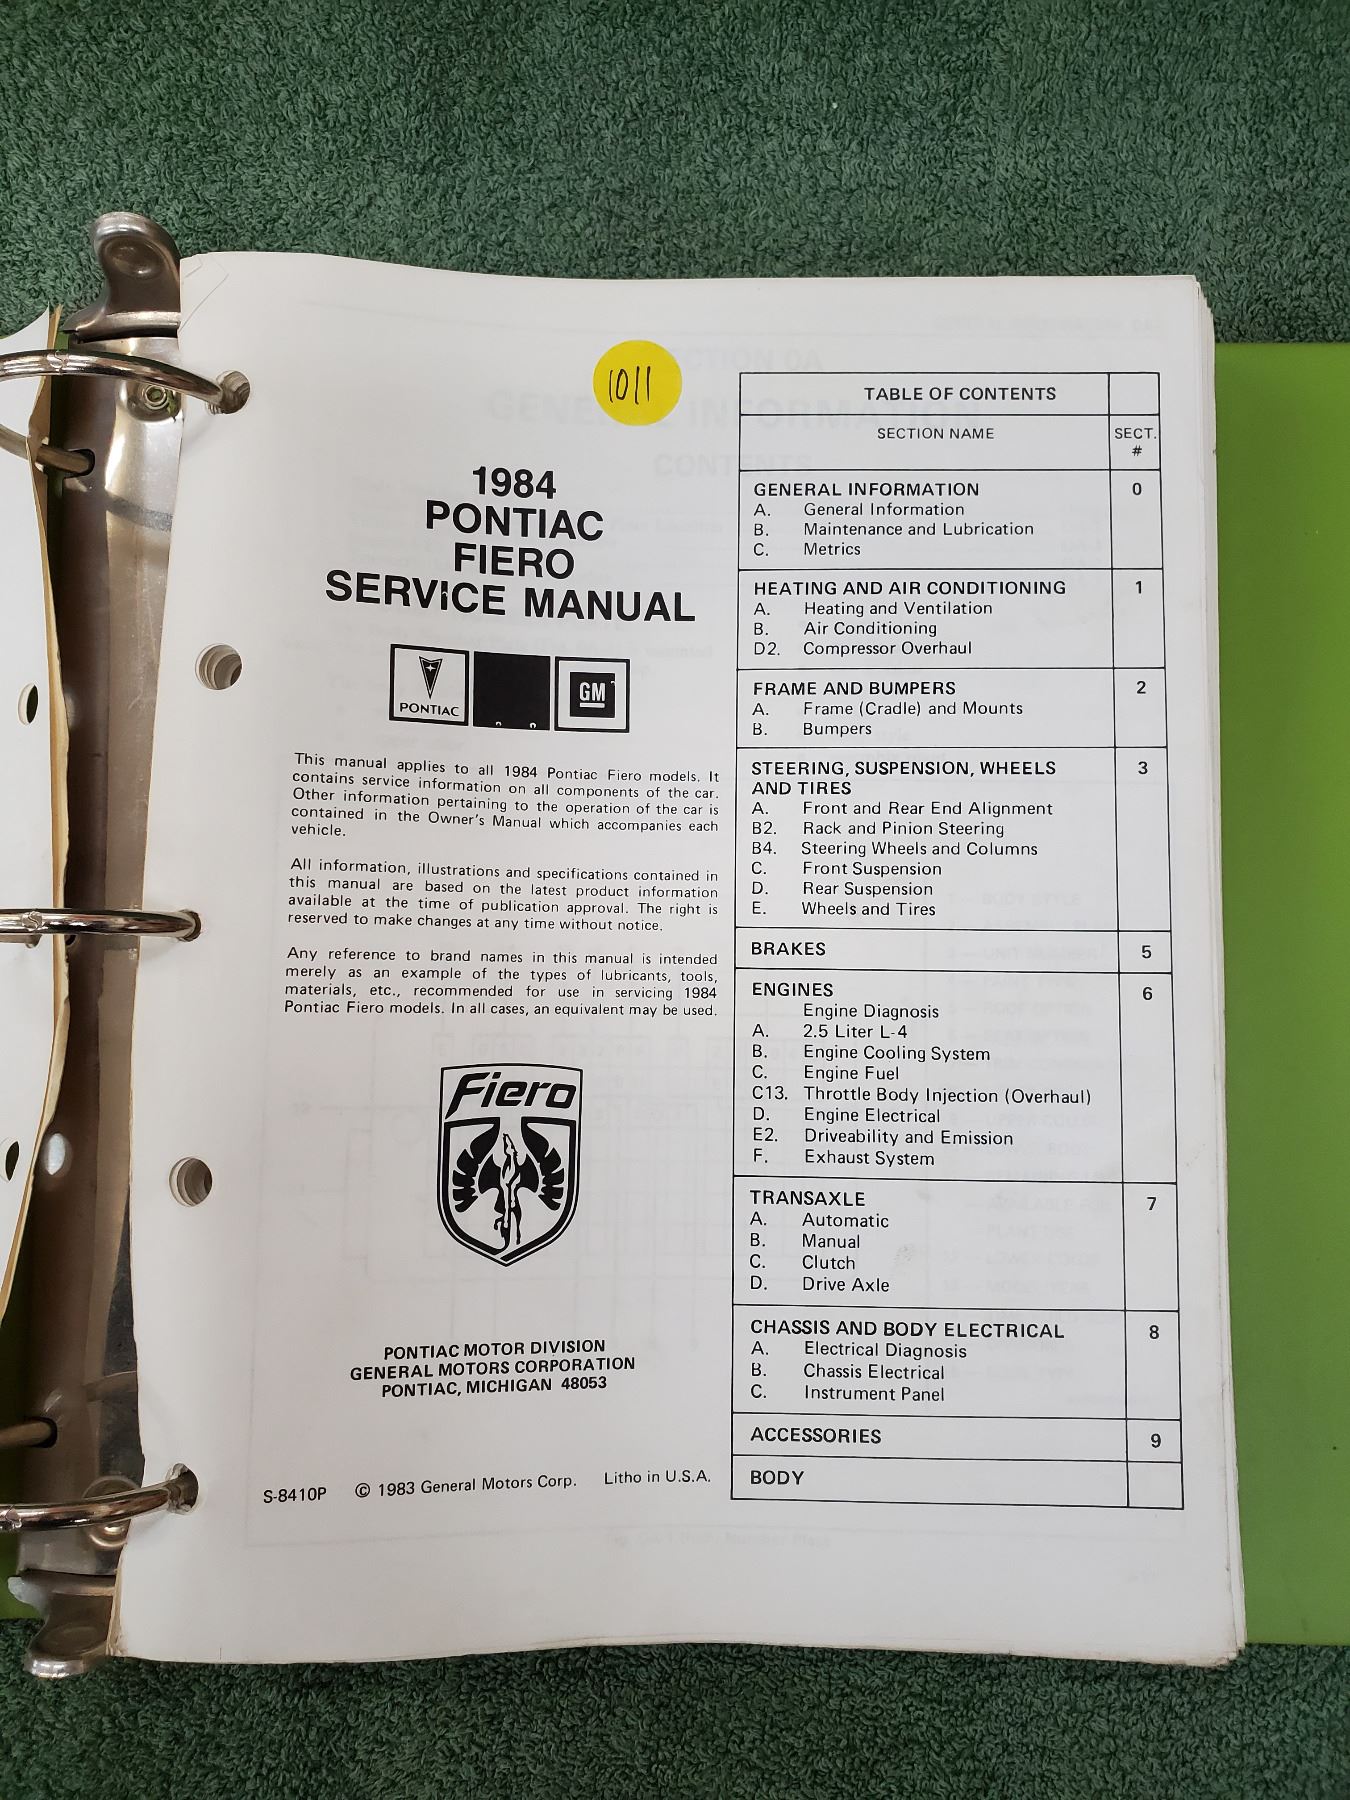 1011
1984
PONTIAC
FIERO
SERVICE MANUAL
PONTIAC
GM
This manual applies to all 1984 Pontiac Fiero models. It
contains service information on all components of the car.
Other information pertaining to the operation of the car is
contained in the Owner's Manual which accompanies each
vehicle.
All information, illustrations and specifications contained in
this manual are based on the latest product information
available at the time of publication approval. The right is
reserved to make changes at any time without notice.
Any reference to brand names in this manual is intended
merely as an example of the types of lubricants, tools,
materials, etc., recommended for use in servicing 1984
Pontiac Fiero models. In all cases, an equivalent may be used.
Fiero
PONTIAC MOTOR DIVISION
GENERAL MOTORS CORPORATION
PONTIAC, MICHIGAN 48053
S-8410P © 1983 General Motors Corp. Litho in U.S.A.
TABLE OF CONTENTS
SECTION NAME SECT.
#
GENERAL INFORMATION 0
A. General Information
B. Maintenance and Lubrication
C. Metrics
HEATING AND AIR CONDITIONING 1
A. Heating and Ventilation
B. Air Conditioning
D2. Compressor Overhaul
FRAME AND BUMPERS 2
A. Frame (Cradle) and Mounts
B. Bumpers
STEERING, SUSPENSION, WHEELS 3
AND TIRES
A. Front and Rear End Alignment
B2. Rack and Pinion Steering
B4. Steering Wheels and Columns
C. Front Suspension
D. Rear Suspension
E. Wheels and Tires
BRAKES 5
ENGINES 6
Engine Diagnosis
A. 2.5 Liter L-4
B. Engine Cooling System
C. Engine Fuel
C13. Throttle Body Injection (Overhaul)
D. Engine Electrical
E2. Driveability and Emission
F. Exhaust System
TRANSAXLE 7
A. Automatic
B. Manual
C. Clutch
D. Drive Axle
CHASSIS AND BODY ELECTRICAL 8
A. Electrical Diagnosis
B. Chassis Electrical
C. Instrument Panel
ACCESSORIES 9
BODY